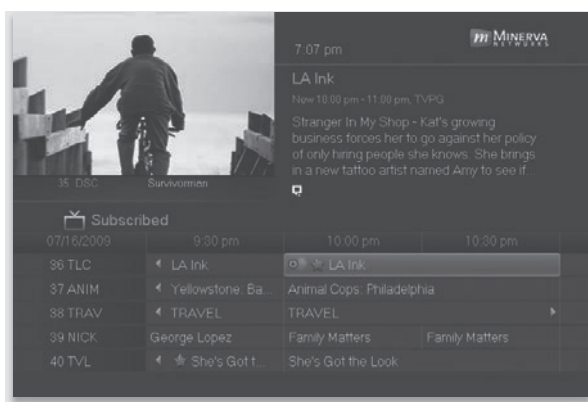 m MINERVA
NETWORKS
7:07 pm
LA Ink
New 10:00 pm - 11:00 pm, TVPG
Stranger In My Shop - Kat's growing
business forces her to go against her policy
of only hiring people she knows. She brings
in a new tattoo artist named Amy to see if...
35 DSC Survivorman
Subscribed
07/16/2009 9:30 pm 10:00 pm 10:30 pm
36 TLC LA Ink LA Ink
37 ANIM Yellowstone: Ba... Animal Cops: Philadelphia
38 TRAV TRAVEL TRAVEL
39 NICK George Lopez Family Matters Family Matters
40 TVL She's Got t... She's Got the Look